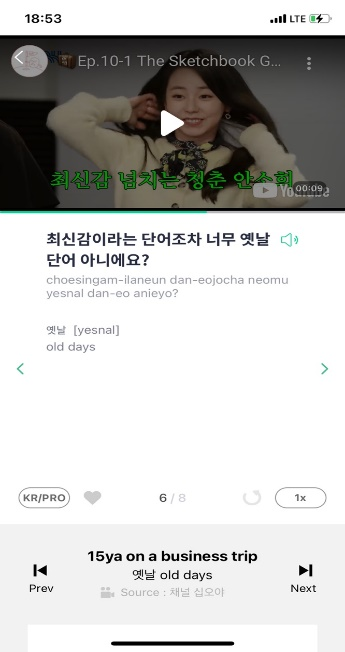 18:53
LTE
Ep.10-1 The Sketchbook G...
최신감 넘치는 청춘 안소희
YouTube
00:09
최신감이라는 단어조차 너무 옛날
단어 아니에요?
choesingam-ilaneun dan-eojocha neomu
yesnal dan-eo anieyo?
옛날 [yesnal]
old days
KR/PRO
6 / 8
1x
15ya on a business trip
옛날 old days
Source : 채널 십오야
Prev
Next